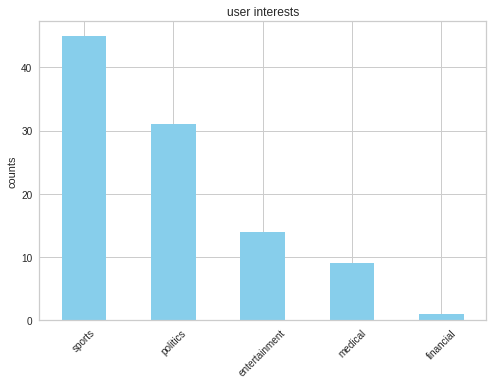 user interests
counts
40
30
20
10
0
sports
politics
entertainment
medical
financial